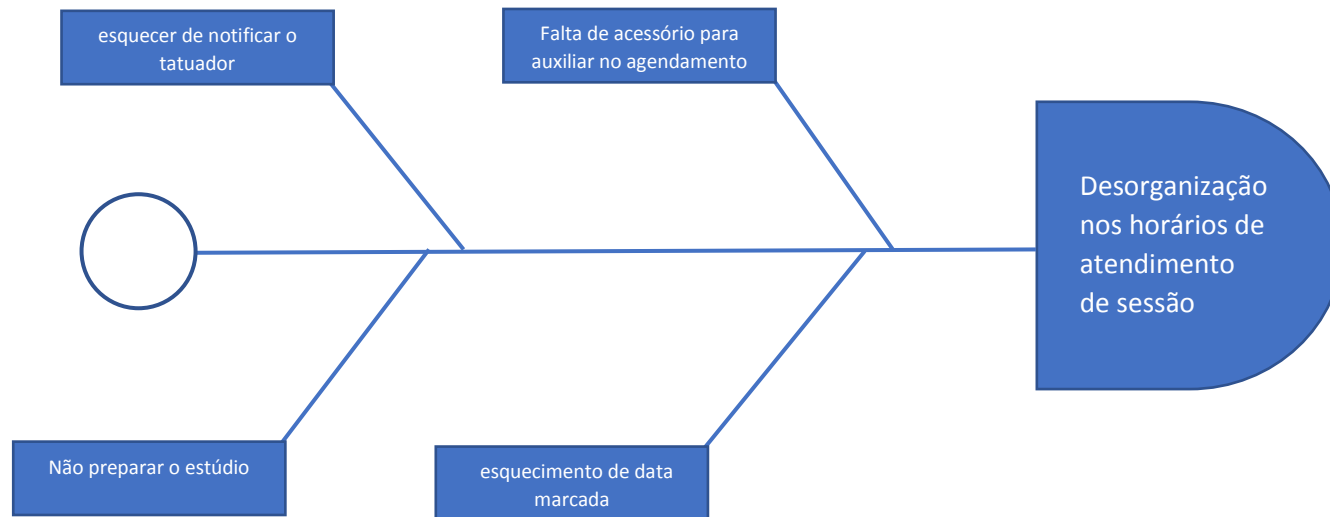 esquecer de notificar o
tatuador
Falta de acessório para
auxiliar no agendamento
Desorganização
nos horários de
atendimento
de sessão
Não preparar o estúdio
esquecimento de data
marcada